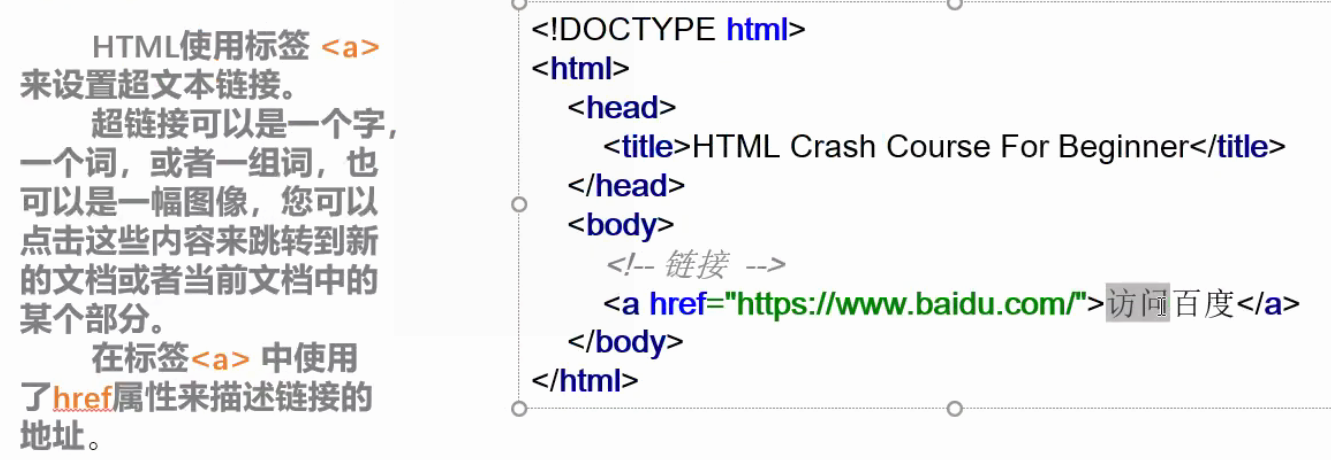 HTML使用标签 <a>
来设置超文本链接。
超链接可以是一个字，
一个词，或者一组词，也
可以是一幅图像，您可以
点击这些内容来跳转到新
的文档或者当前文档中的
某个部分。
在标签<a> 中使用
了href属性来描述链接的
地址。
<!DOCTYPE html>
<html>
<head>
<title>HTML Crash Course For Beginner</title>
</head>
<body>
<!-- 链接 -->
<a href="https://www.baidu.com/">访问百度</a>
</body>
</html>